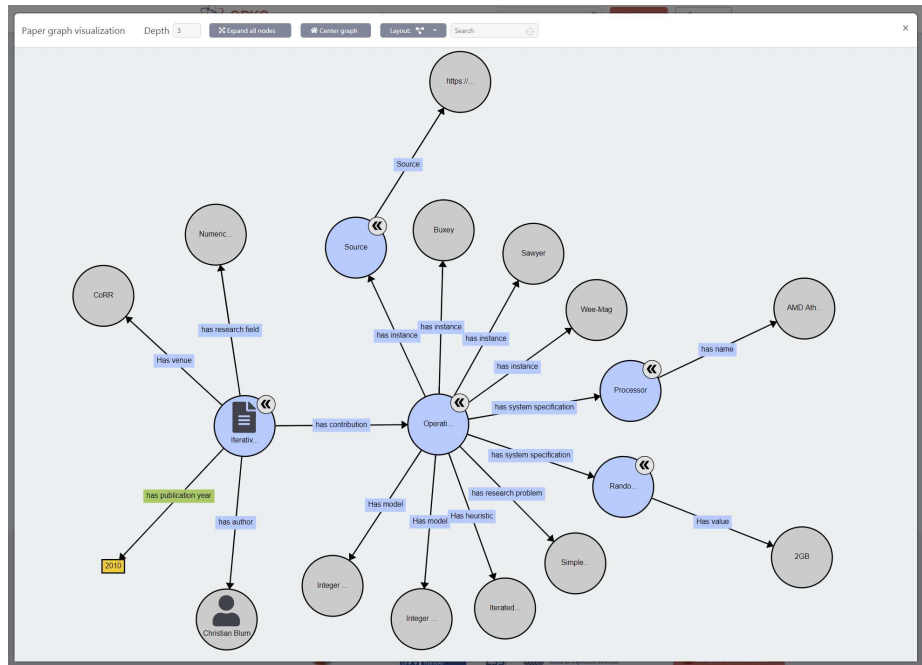 Paper graph visualization
Depth 3
Expand all nodes
Center graph
Layout:
Search
×
https://...
Source
Numeric...
Source
Buxey
Sawyer
CoRR
Wee-Mag
AMD Ath...
has research field
has instance
has instance
has instance
has name
Has venue
has instance
Processor
has system specification
Iterativ...
has contribution
Operati...
has system specification
Rando...
has publication year
has research problem
Has model
Has heuristic
Has model
has author
Has value
2010
Simple...
2GB
Integer ...
Iterated...
Integer ...
Christian Blum